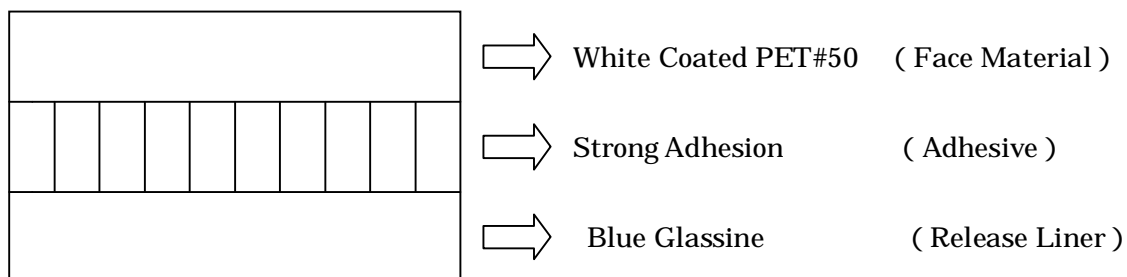 White Coated PET#50 ( Face Material )
Strong Adhesion ( Adhesive )
Blue Glassine ( Release Liner )